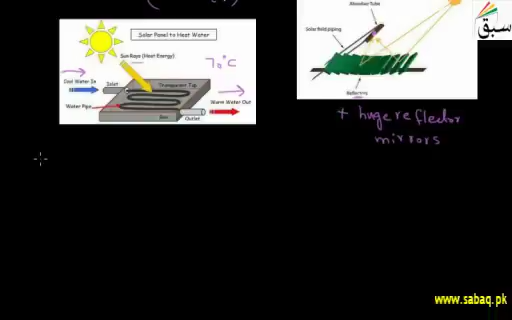 Solar Panel to Heat Water
Sun Rays (Heat Energy)
70°C
Cool Water In
Inlet
Transparent Top
Water Pipe
Warm Water Out
Box
Outlet
Absorber Tube
Solar field piping
Reflectors
+ huge reflector
mirrors
سبق
www.sabaq.pk